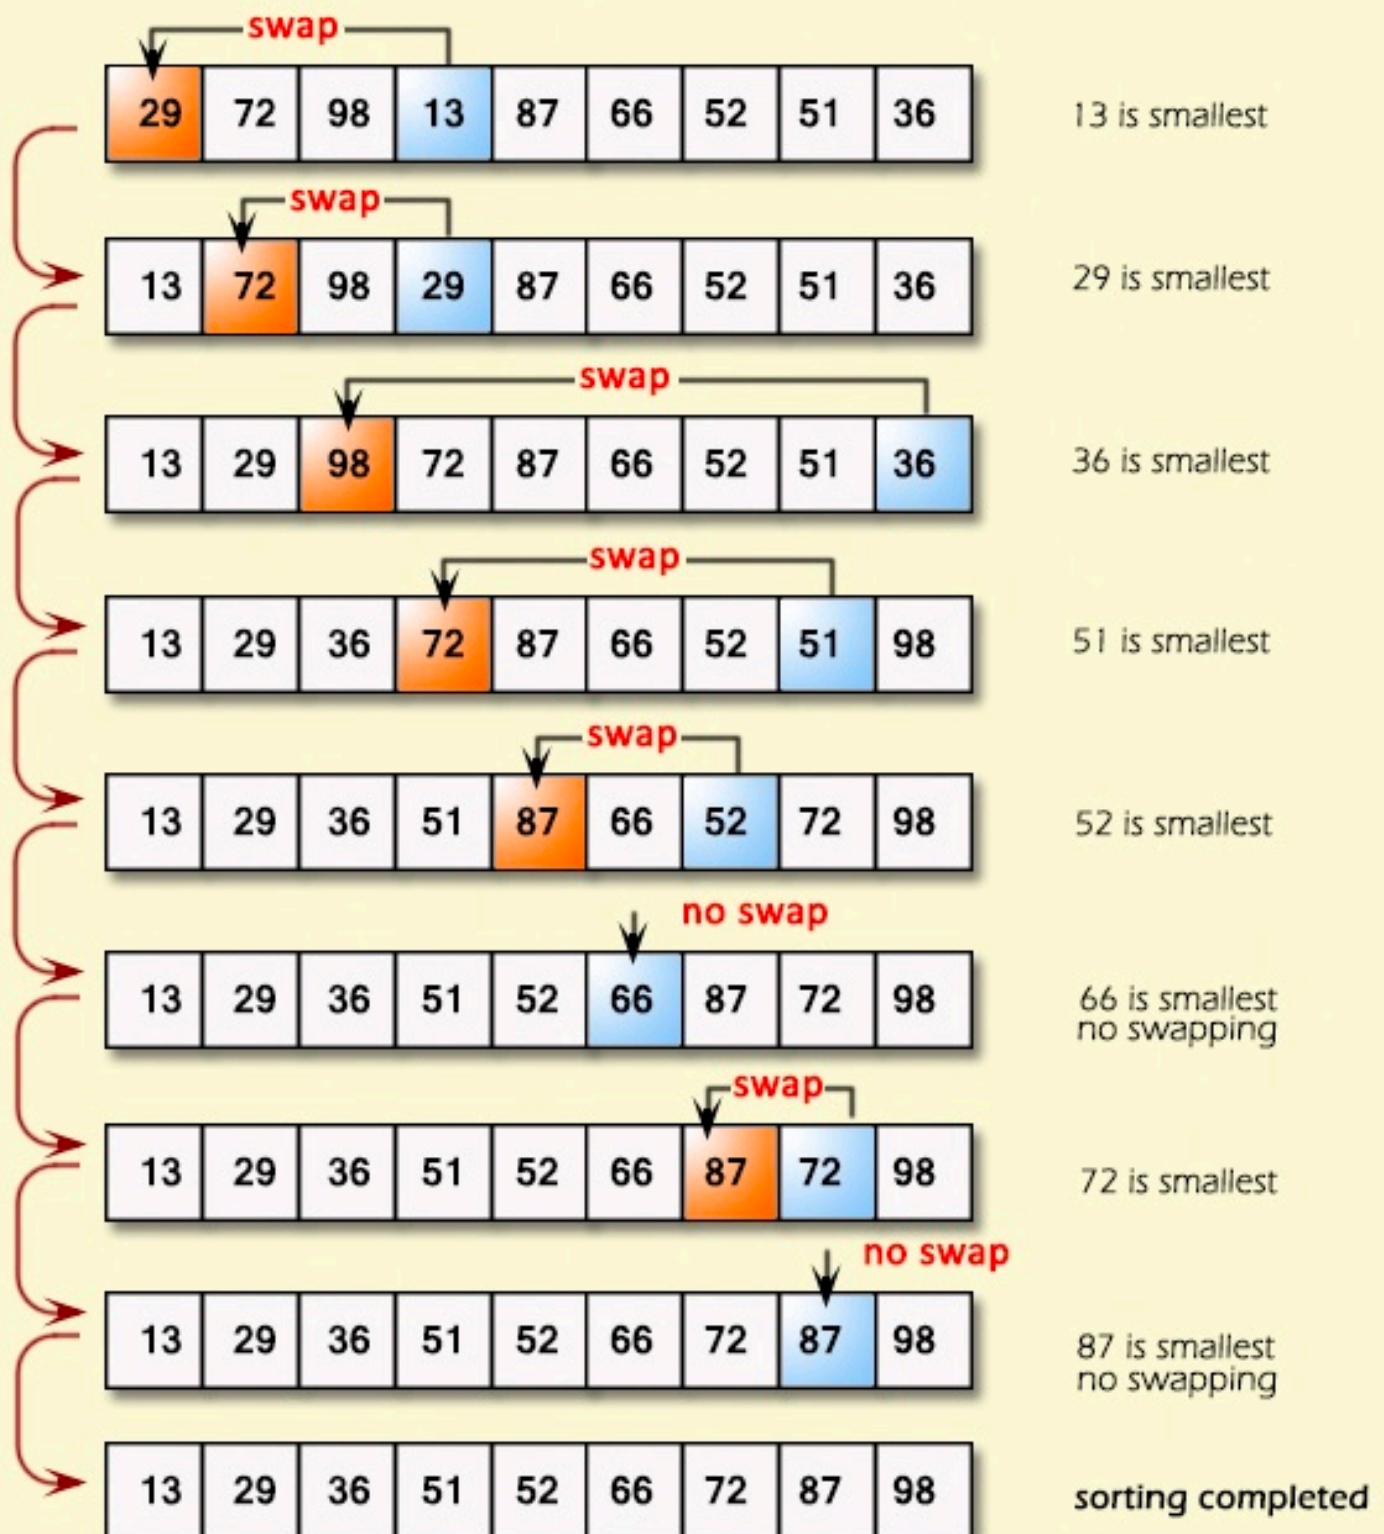 swap
29 72 98 13 87 66 52 51 36 13 is smallest
swap
13 72 98 29 87 66 52 51 36 29 is smallest
swap
13 29 98 72 87 66 52 51 36 36 is smallest
swap
13 29 36 72 87 66 52 51 98 51 is smallest
swap
13 29 36 51 87 66 52 72 98 52 is smallest
no swap
13 29 36 51 52 66 87 72 98 66 is smallest
no swapping
swap
13 29 36 51 52 66 87 72 98 72 is smallest
no swap
13 29 36 51 52 66 72 87 98 87 is smallest
no swapping
13 29 36 51 52 66 72 87 98 sorting completed